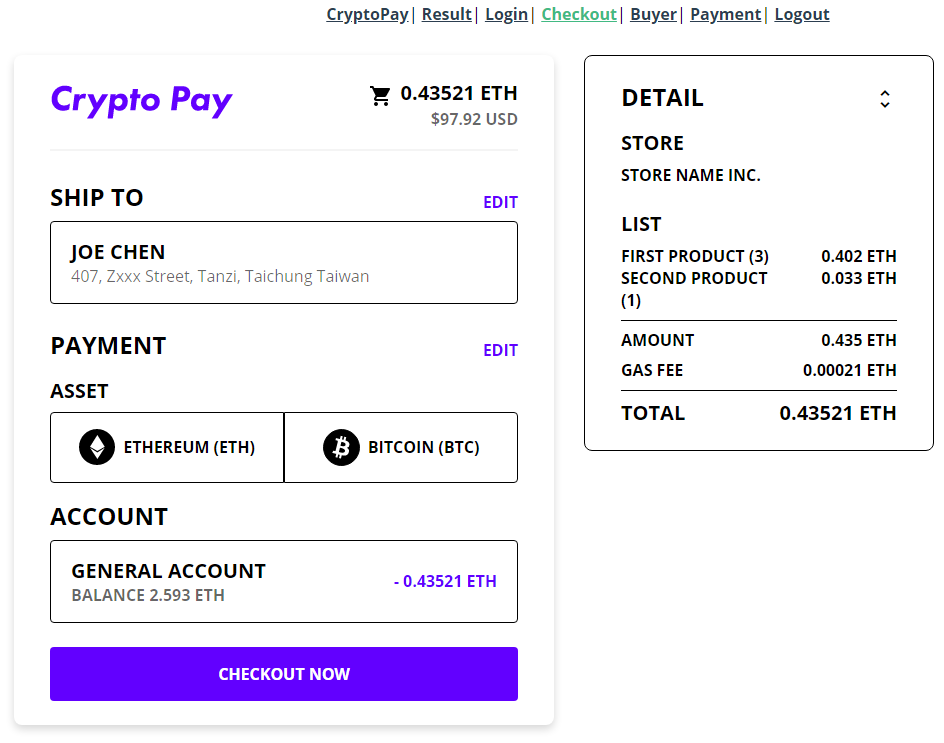 CryptoPay| Result| Login| Checkout| Buyer| Payment| Logout
Crypto Pay
0.43521 ETH
$97.92 USD
SHIP TO
EDIT
JOE CHEN
407, Zxxx Street, Tanzi, Taichung Taiwan
PAYMENT
EDIT
ASSET
ETHEREUM (ETH)
BITCOIN (BTC)
ACCOUNT
GENERAL ACCOUNT
BALANCE 2.593 ETH
- 0.43521 ETH
CHECKOUT NOW
DETAIL
STORE
STORE NAME INC.
LIST
FIRST PRODUCT (3) 0.402 ETH
SECOND PRODUCT 0.033 ETH
(1)
AMOUNT 0.435 ETH
GAS FEE 0.00021 ETH
TOTAL 0.43521 ETH